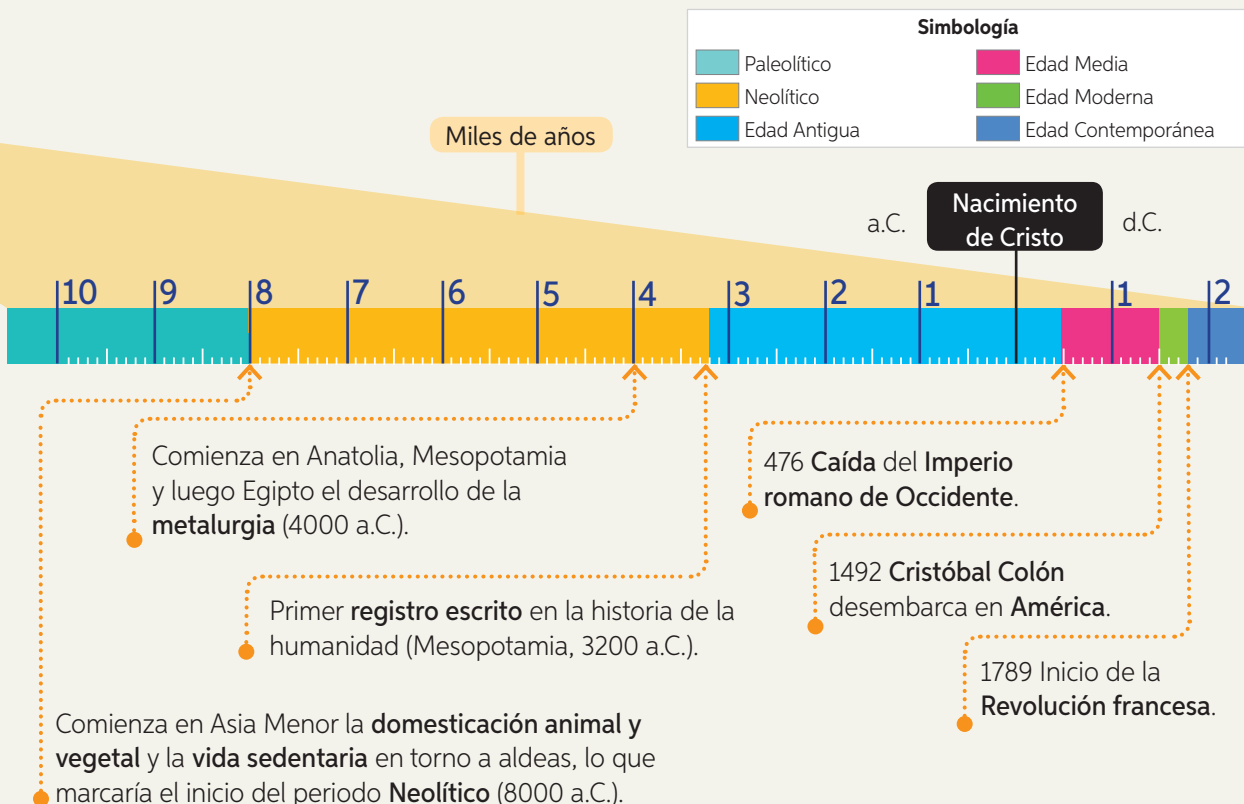 Simbología
Paleolítico
Neolítico
Edad Antigua
Edad Media
Edad Moderna
Edad Contemporánea
Miles de años
a.C.
Nacimiento
de Cristo
d.C.
10 9 8 7 6 5 4 3 2 1 1 2
Comienza en Anatolia, Mesopotamia
y luego Egipto el desarrollo de la
metalurgia (4000 a.C.).
476 Caída del Imperio
romano de Occidente.
1492 Cristóbal Colón
desembarca en América.
Primer registro escrito en la historia de la
humanidad (Mesopotamia, 3200 a.C.).
1789 Inicio de la
Revolución francesa.
Comienza en Asia Menor la domesticación animal y
vegetal y la vida sedentaria en torno a aldeas, lo que
marcaría el inicio del periodo Neolítico (8000 a.C.).